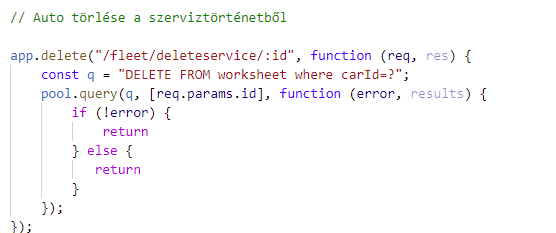 // Auto törlése a szerviztörténetből
app.delete("/fleet/deleteservice/:id", function (req, res) {
    const q = "DELETE FROM worksheet where carId=?";
    pool.query(q, [req.params.id], function (error, results) {
        if (!error) {
            return
        } else {
           return
        }
    });
});